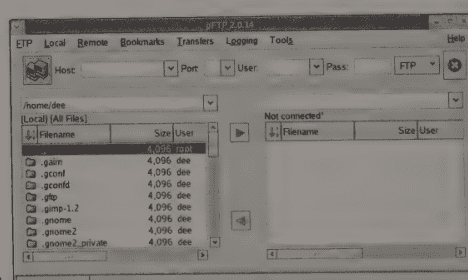 gFTP 2.0.14
FTP Local Remote Bookmarks Transfers Logging Tools Help
Host: Port: User: Pass: FTP
/home/dee
[Local] [All Files]
Filename Size User
.. 4,096 root
.gaim 4,096 dee
.gconf 4,096 dee
.gconfd 4,096 dee
.gftp 4,096 dee
.gimp-1.2 4,096 dee
.gnome 4,096 dee
.gnome2 4,096 dee
.gnome2_private 4,096 dee
Not connected*
Filename Size User